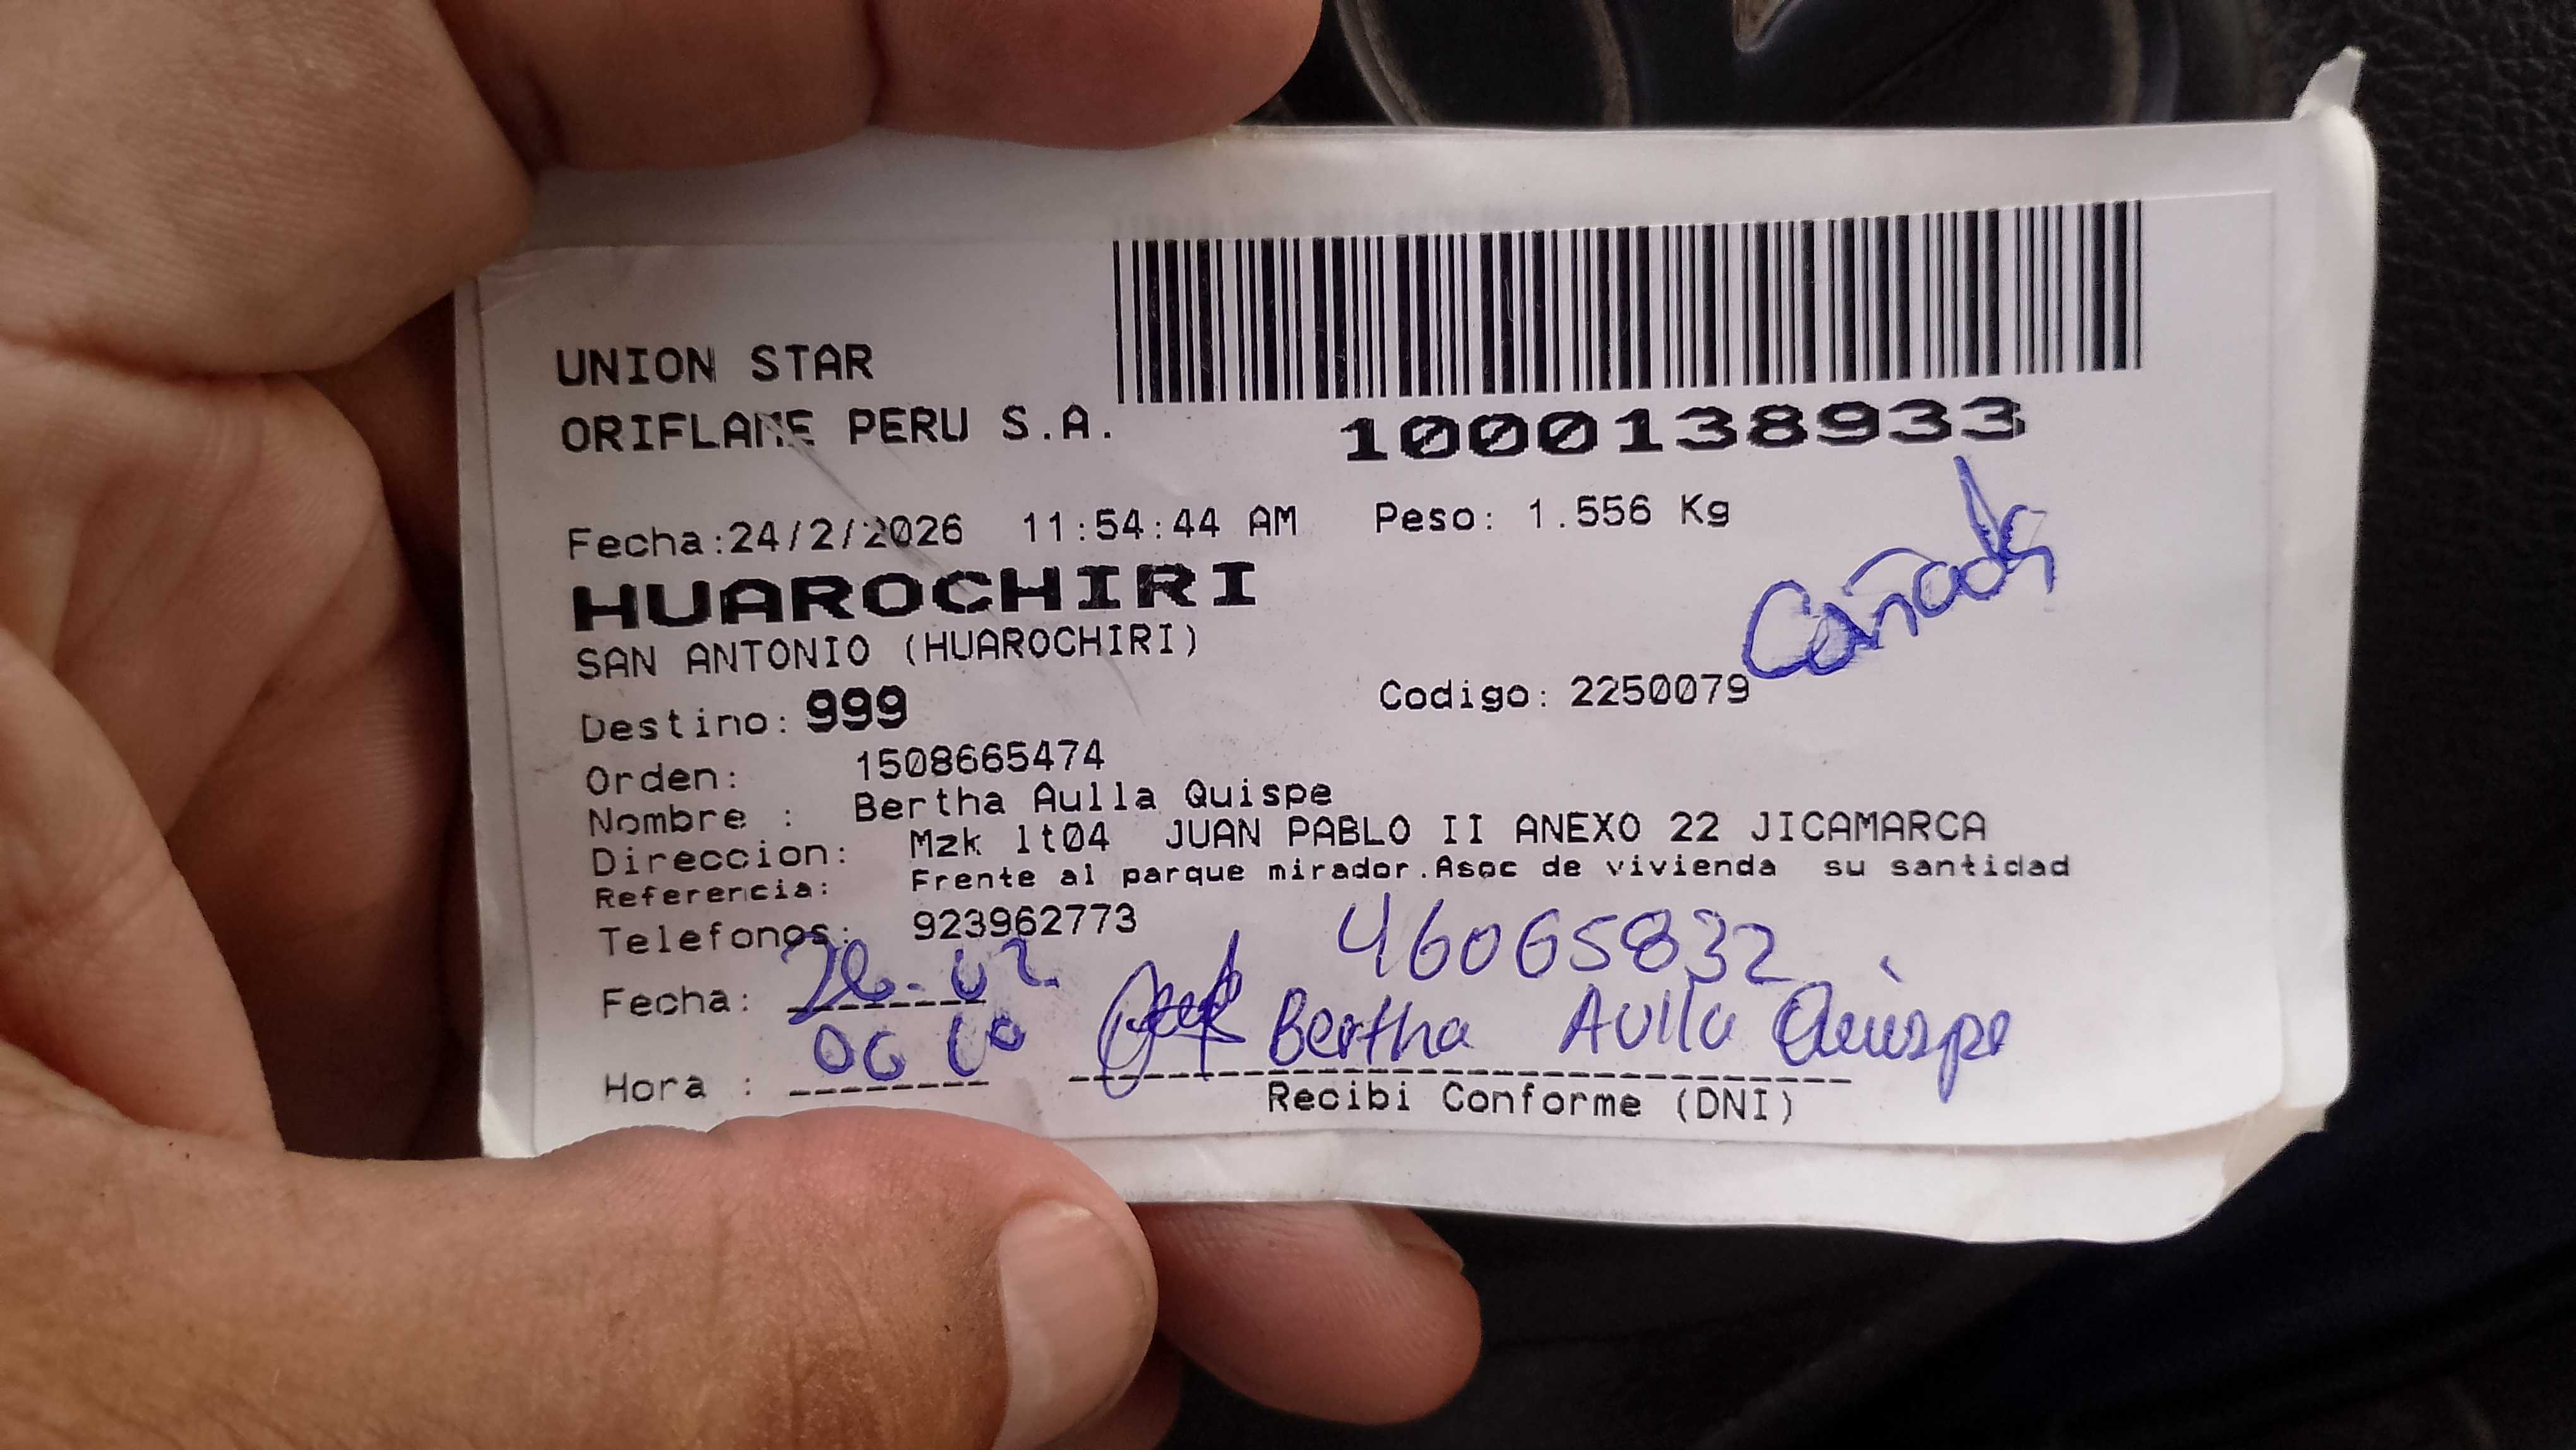 UNION STAR
ORIFLAME PERU S.A.
1000138933
Fecha:24/2/2026 11:54:44 AM Peso: 1.556 Kg
HUAROCHIRI
Cañada
SAN ANTONIO (HUAROCHIRI)
Destino: 999 Codigo: 2250079
Orden: 1508665474
Nombre : Bertha Aulla Quispe
Direccion: Mzk lt04 JUAN PABLO II ANEXO 22 JICAMARCA
Referencia: Frente al parque mirador.Asoc de vivienda su santidad
Telefonos: 923962773
46065832
Fecha: 26-02
Hora : Bertha Aulla Quispe
Recibi Conforme (DNI)